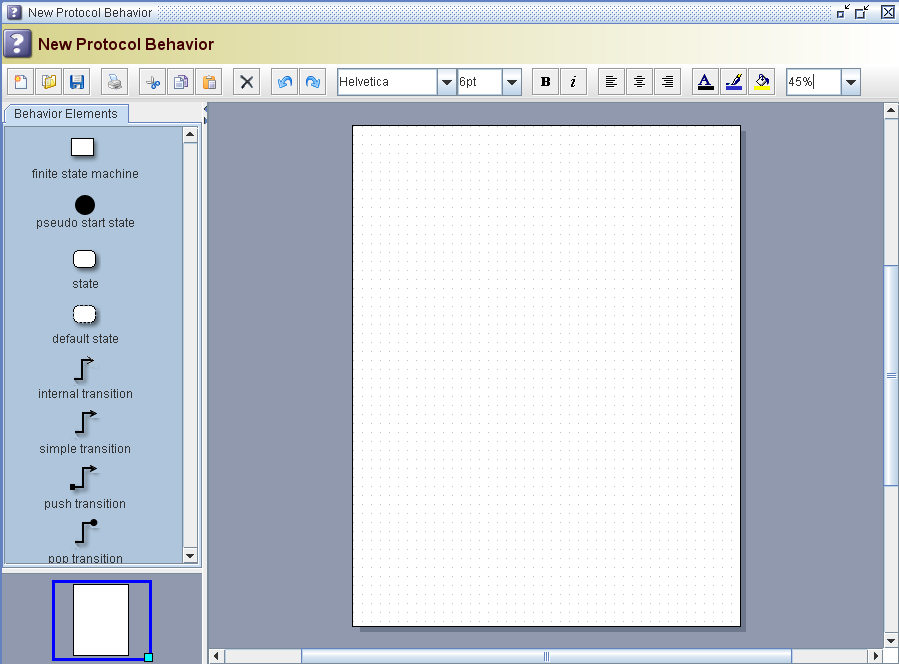 New Protocol Behavior
New Protocol Behavior
Helvetica 6pt B i A 45%
Behavior Elements
finite state machine
pseudo start state
state
default state
internal transition
simple transition
push transition
pop transition